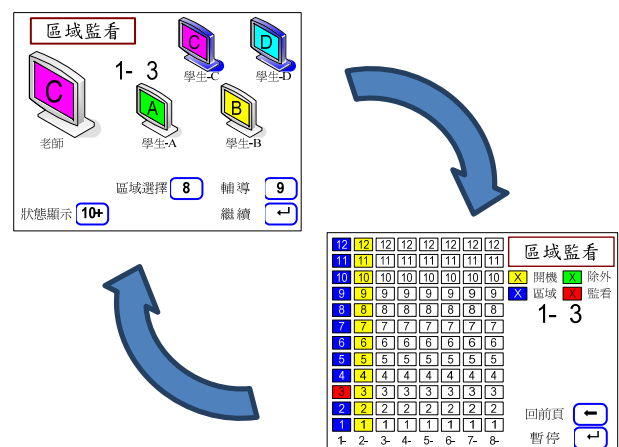 區域監看
C
D
1- 3
學生-C
學生-D
C
A
B
老師
學生-A
學生-B
區域選擇 8
輔導 9
狀態顯示 10+
繼續 ↵
12 12 12 12 12 12 12 12
區域監看
11 11 11 11 11 11 11 11
10 10 10 10 10 10 10 10
X 開機 X 除外
9 9 9 9 9 9 9 9
X 區域 X 監看
8 8 8 8 8 8 8 8
1- 3
7 7 7 7 7 7 7 7
6 6 6 6 6 6 6 6
5 5 5 5 5 5 5 5
4 4 4 4 4 4 4 4
3 3 3 3 3 3 3 3
2 2 2 2 2 2 2 2
回前頁 ←
1 1 1 1 1 1 1 1
1- 2- 3- 4- 5- 6- 7- 8-
暫停 ↵